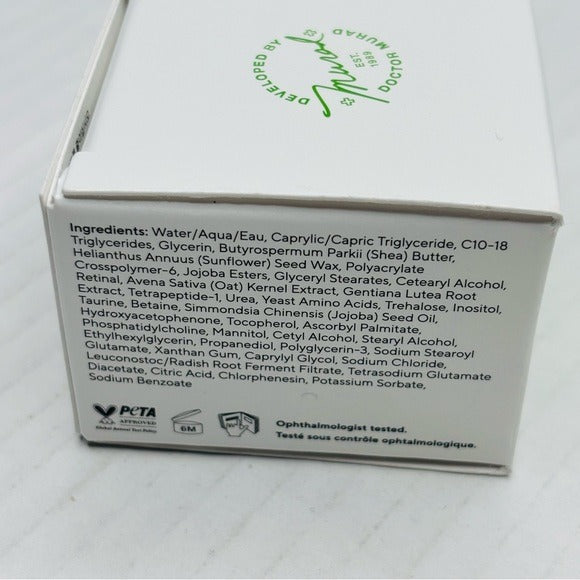 DEVELOPED BY
DOCTOR MURAD
Murad
EST.
1989
Ingredients: Water/Aqua/Eau, Caprylic/Capric Triglyceride, C10-18
Triglycerides, Glycerin, Butyrospermum Parkii (Shea) Butter,
Helianthus Annuus (Sunflower) Seed Wax, Polyacrylate
Crosspolymer-6, Jojoba Esters, Glyceryl Stearates, Cetearyl Alcohol,
Retinal, Avena Sativa (Oat) Kernel Extract, Gentiana Lutea Root
Extract, Tetrapeptide-1, Urea, Yeast Amino Acids, Trehalose, Inositol,
Taurine, Betaine, Simmondsia Chinensis (Jojoba) Seed Oil,
Hydroxyacetophenone, Tocopherol, Ascorbyl Palmitate,
Phosphatidylcholine, Mannitol, Cetyl Alcohol, Stearyl Alcohol,
Ethylhexylglycerin, Propanediol, Polyglycerin-3, Sodium Stearoyl
Glutamate, Xanthan Gum, Caprylyl Glycol, Sodium Chloride,
Leuconostoc/Radish Root Ferment Filtrate, Tetrasodium Glutamate
Diacetate, Citric Acid, Chlorphenesin, Potassium Sorbate,
Sodium Benzoate
PETA
APPROVED
Global Animal Test Policy
6M
Ophthalmologist tested.
Testé sous contrôle ophtalmologique.